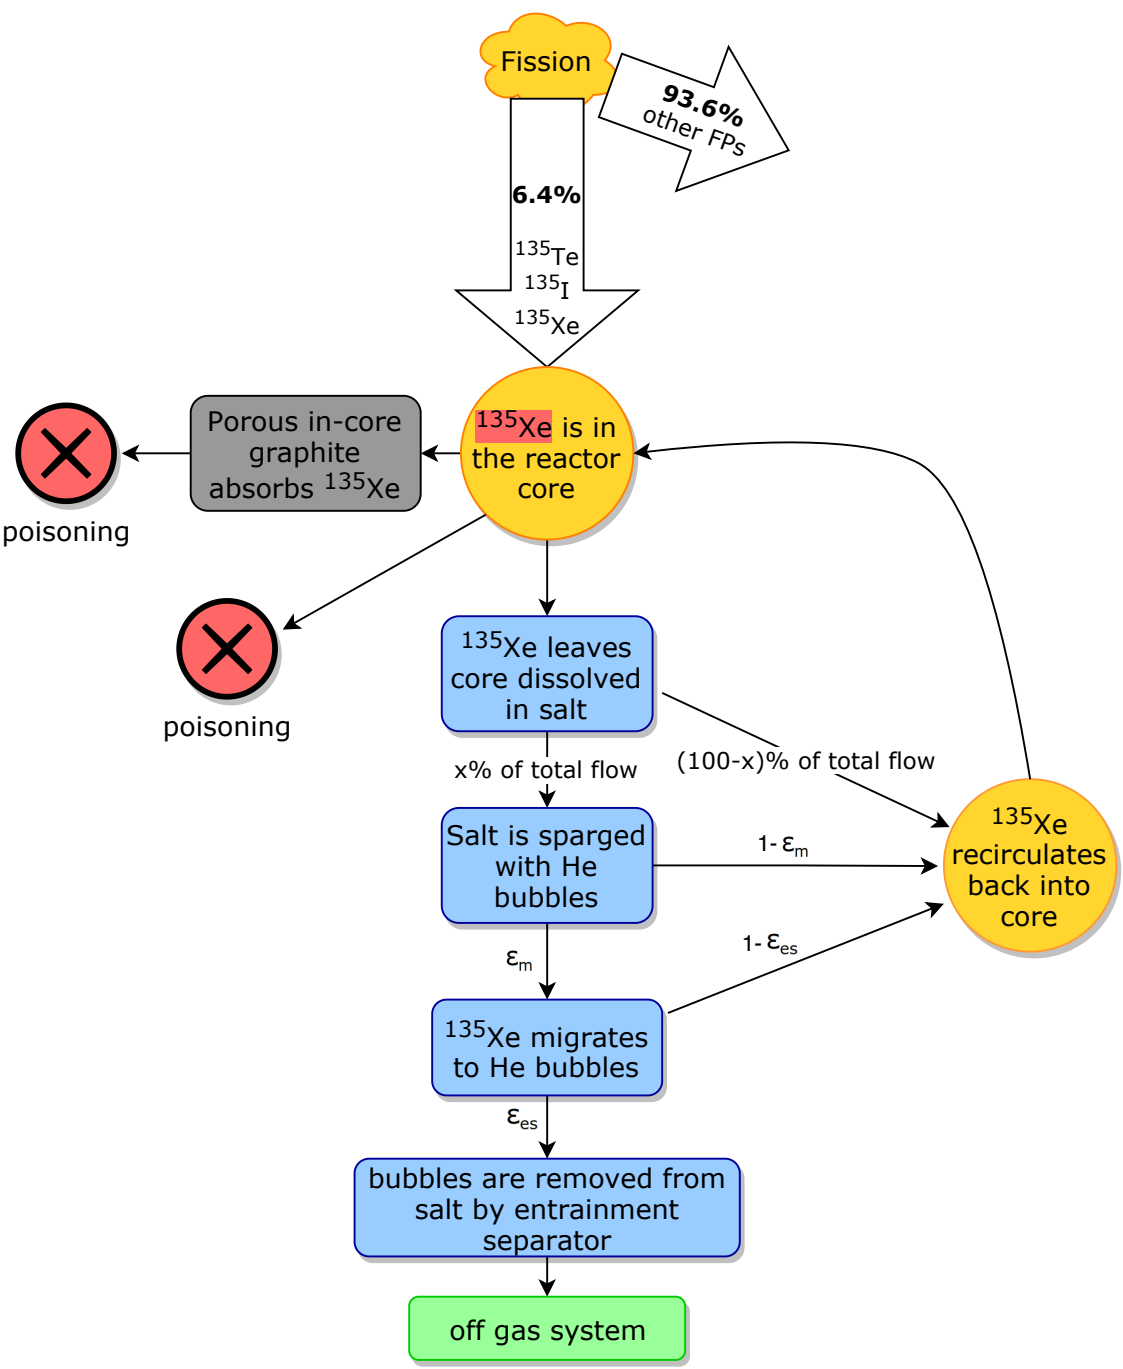 Fission
93.6%
other FPs
6.4%
¹³⁵Te
¹³⁵I
¹³⁵Xe
Porous in-core
graphite
absorbs ¹³⁵Xe
poisoning
¹³⁵Xe is in
the reactor
core
poisoning
¹³⁵Xe leaves
core dissolved
in salt
x% of total flow
(100-x)% of total flow
Salt is sparged
with He
bubbles
1- εₘ
¹³⁵Xe
recirculates
back into
core
εₘ
1- εₑₛ
¹³⁵Xe migrates
to He bubbles
εₑₛ
bubbles are removed from
salt by entrainment
separator
off gas system